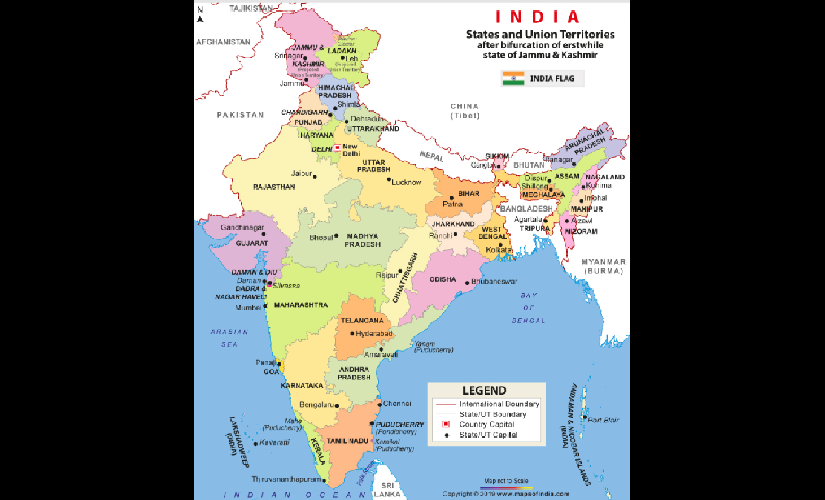 INDIA
States and Union Territories
after bifurcation of erstwhile
state of Jammu & Kashmir
INDIA FLAG
N
TAJIKISTAN
AFGHANISTAN
PAKISTAN
CHINA
(Tibet)
NEPAL
BHUTAN
BANGLADESH
MYANMAR
(BURMA)
SRI
LANKA
JAMMU &
KASHMIR
Srinagar
Jammu
LADAKH
Leh
HIMACHAL
PRADESH
Shimla
CHANDIGARH
PUNJAB
Dehradun
UTTARAKHAND
HARYANA
DELHI
New
Delhi
UTTAR
PRADESH
Lucknow
Jaipur
RAJASTHAN
BIHAR
Patna
SIKKIM
Gangtok
ARUNACHAL
PRADESH
Itanagar
Dispur
ASSAM
NAGALAND
Kohima
Shillong
MEGHALAYA
Imphal
MANIPUR
Agartala
TRIPURA
Aizawl
MIZORAM
Gandhinagar
GUJARAT
Bhopal
MADHYA
PRADESH
JHARKHAND
Ranchi
WEST
BENGAL
Kolkata
CHHATTISGARH
Raipur
ODISHA
Bhubaneswar
DAMAN & DIU
Daman
DADRA &
NAGAR HAVELI
Silvassa
Mumbai
MAHARASHTRA
TELANGANA
Hyderabad
Yanam
(Puducherry)
Amaravati
ANDHRA
PRADESH
Panaji
GOA
KARNATAKA
Bengaluru
Chennai
Mahe
(Puducherry)
PUDUCHERRY
(Pondicherry)
Karaikal
(Puducherry)
TAMIL NADU
KERALA
Thiruvananthapuram
LAKSHADWEEP
(INDIA)
Kavaratti
ANDAMAN & NICOBAR ISLANDS
(INDIA)
Port Blair
ARABIAN
SEA
BAY
OF
BENGAL
INDIAN OCEAN
LEGEND
International Boundary
State/UT Boundary
Country Capital
State/UT Capital
Map not to Scale
Copyright © 2019 www.mapsofindia.com